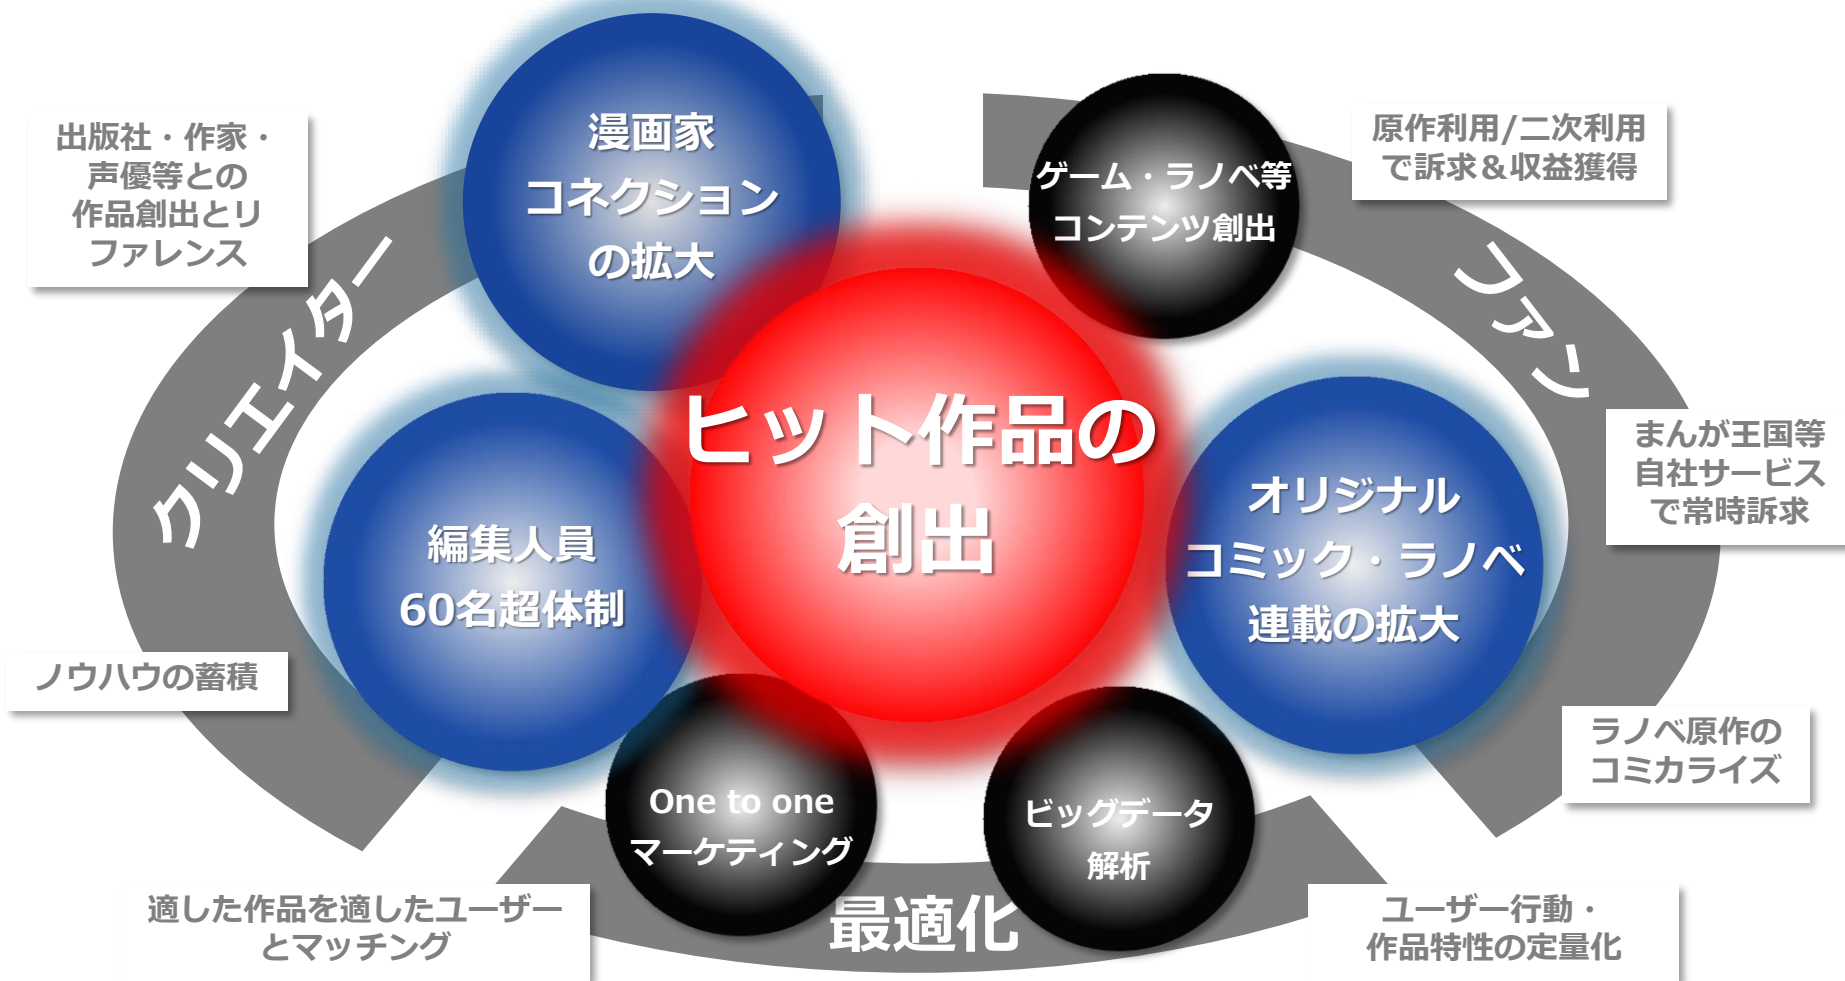 出版社・作家・
声優等との
作品創出とリ
ファレンス
漫画家
コネクション
の拡大
ゲーム・ラノベ等
コンテンツ創出
原作利用/二次利用
で訴求＆収益獲得
クリエイター
ファン
ヒット作品の
創出
まんが王国等
自社サービス
で常時訴求
編集人員
60名超体制
オリジナル
コミック・ラノベ
連載の拡大
ノウハウの蓄積
ラノベ原作の
コミカライズ
One to one
マーケティング
ビッグデータ
解析
適した作品を適したユーザー
とマッチング
最適化
ユーザー行動・
作品特性の定量化